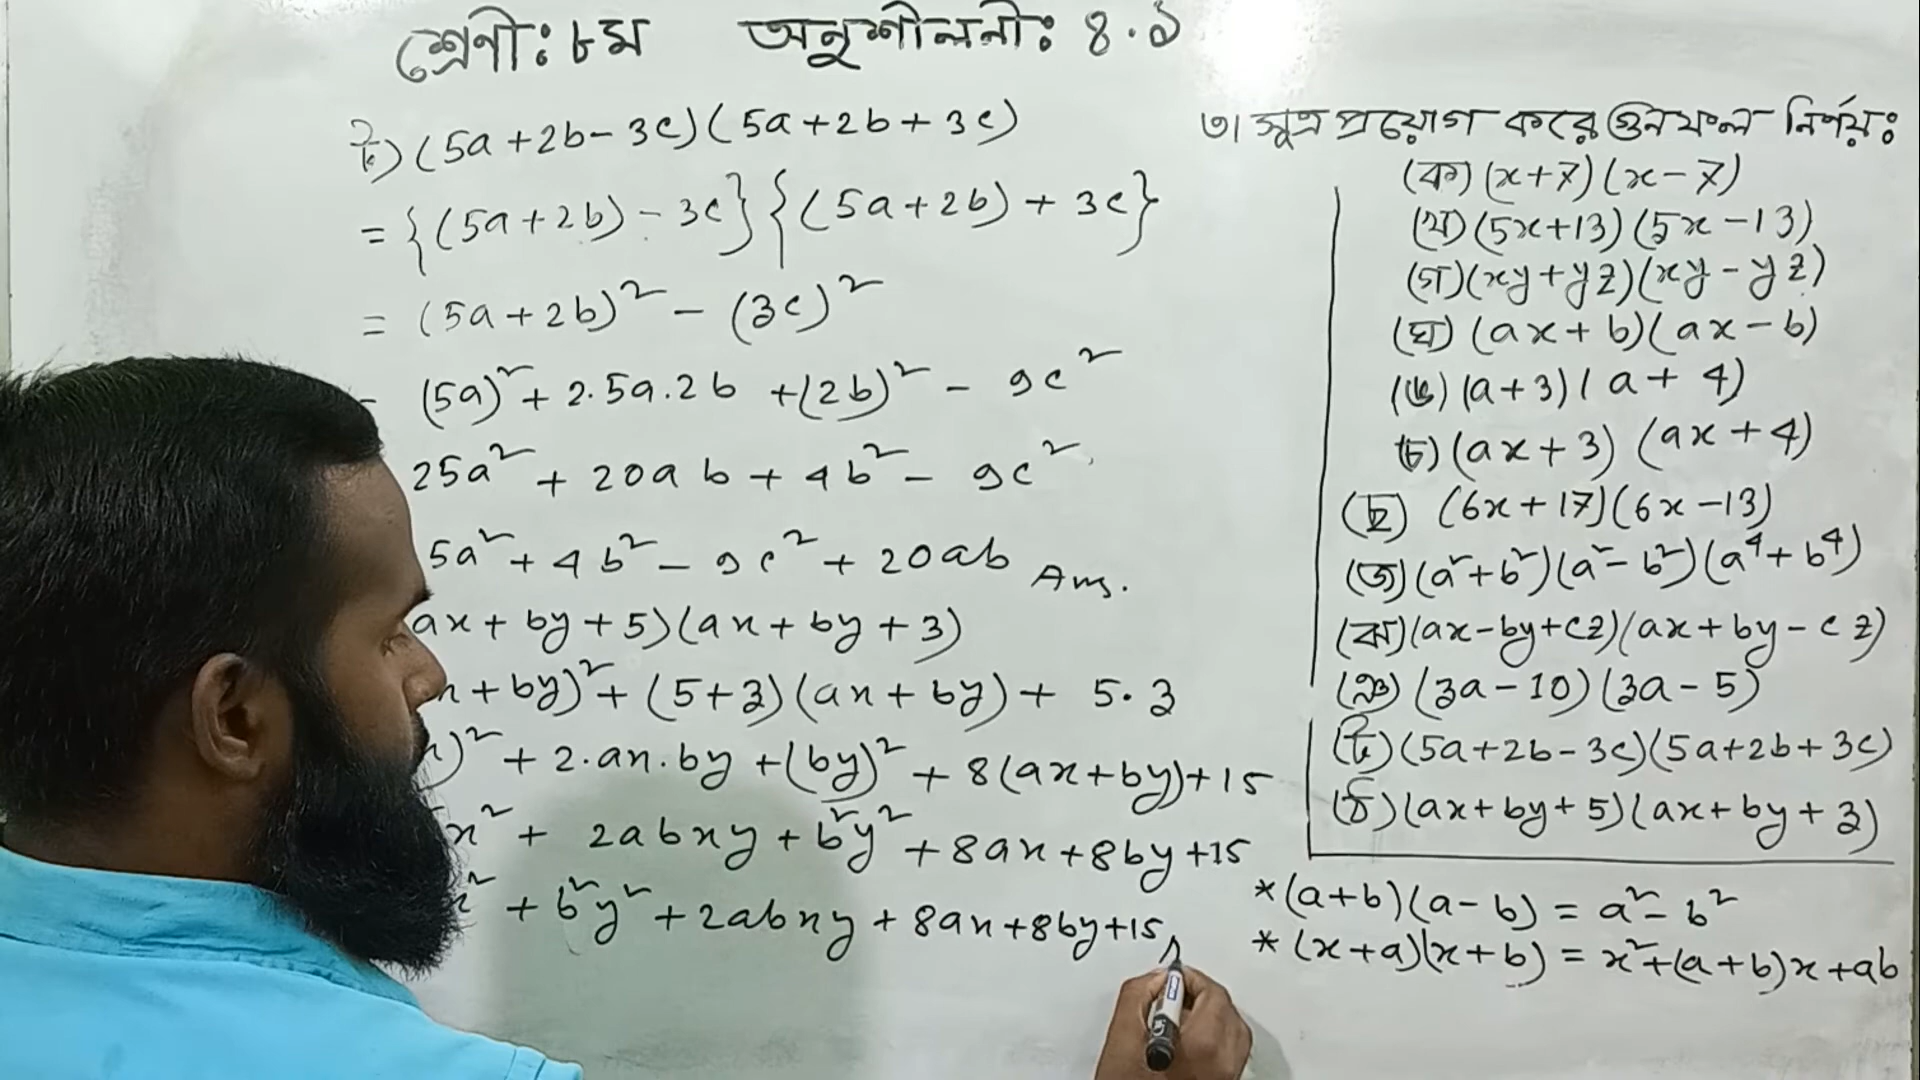 শ্রেণীঃ ৮ম অনুশীলনীঃ ৪.১
ট) (5a+2b-3c)(5a+2b+3c)
= {(5a+2b)-3c}{(5a+2b)+3c}
= (5a+2b)² - (3c)²
(5a)² + 2.5a.2b + (2b)² - 9c²
25a² + 20ab + 4b² - 9c²
5a² + 4b² - 9c² + 20ab Ans.
ax+by+5)(ax+by+3)
x+by)² + (5+3)(ax+by) + 5.3
)² + 2.ax.by + (by)² + 8(ax+by)+15
x² + 2abxy + b²y² + 8ax+8by+15
x² + b²y² + 2abxy + 8ax+8by+15
৩। সূত্র প্রয়োগ করে গুনফল নির্ণয়ঃ
(ক) (x+7)(x-7)
(খ) (5x+13)(5x-13)
(গ) (xy+yz)(xy-yz)
(ঘ) (ax+b)(ax-b)
(ঙ) (a+3)(a+4)
চ) (ax+3)(ax+4)
(ছ) (6x+17)(6x-13)
(জ) (a²+b²)(a²-b²)(a⁴+b⁴)
(ঝ) (ax-by+cz)(ax+by-cz)
(ঞ) (3a-10)(3a-5)
(ট) (5a+2b-3c)(5a+2b+3c)
(ঠ) (ax+by+5)(ax+by+3)
*(a+b)(a-b) = a²-b²
*(x+a)(x+b) = x²+(a+b)x+ab